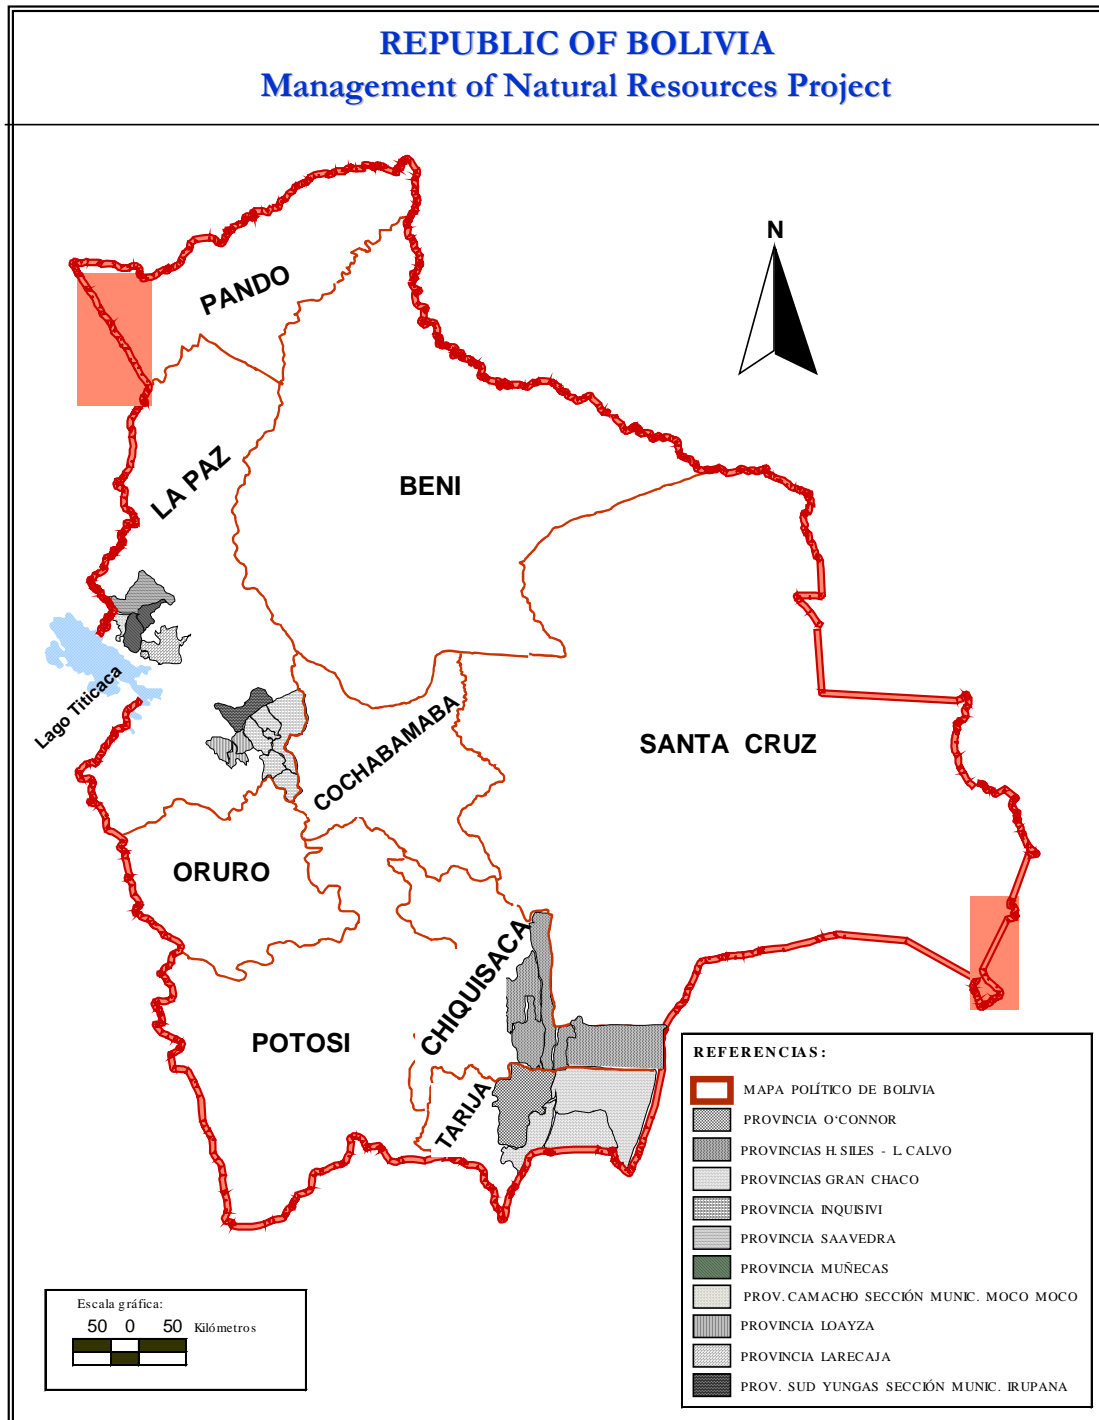 REPUBLIC OF BOLIVIA
Management of Natural Resources Project
N
PANDO
LA PAZ
BENI
Lago Titicaca
COCHABAMABA
SANTA CRUZ
ORURO
CHIQUISACA
POTOSI
TARIJA
REFERENCIAS:
MAPA POLÍTICO DE BOLIVIA
PROVINCIA O‘CONNOR
PROVINCIAS H. SILES - L. CALVO
PROVINCIAS GRAN CHACO
PROVINCIA INQUISIVI
PROVINCIA SAAVEDRA
PROVINCIA MUÑECAS
PROV. CAMACHO SECCIÓN MUNIC. MOCO MOCO
PROVINCIA LOAYZA
PROVINCIA LARECAJA
PROV. SUD YUNGAS SECCIÓN MUNIC. IRUPANA
Escala gráfica:
50 0 50 Kilómetros